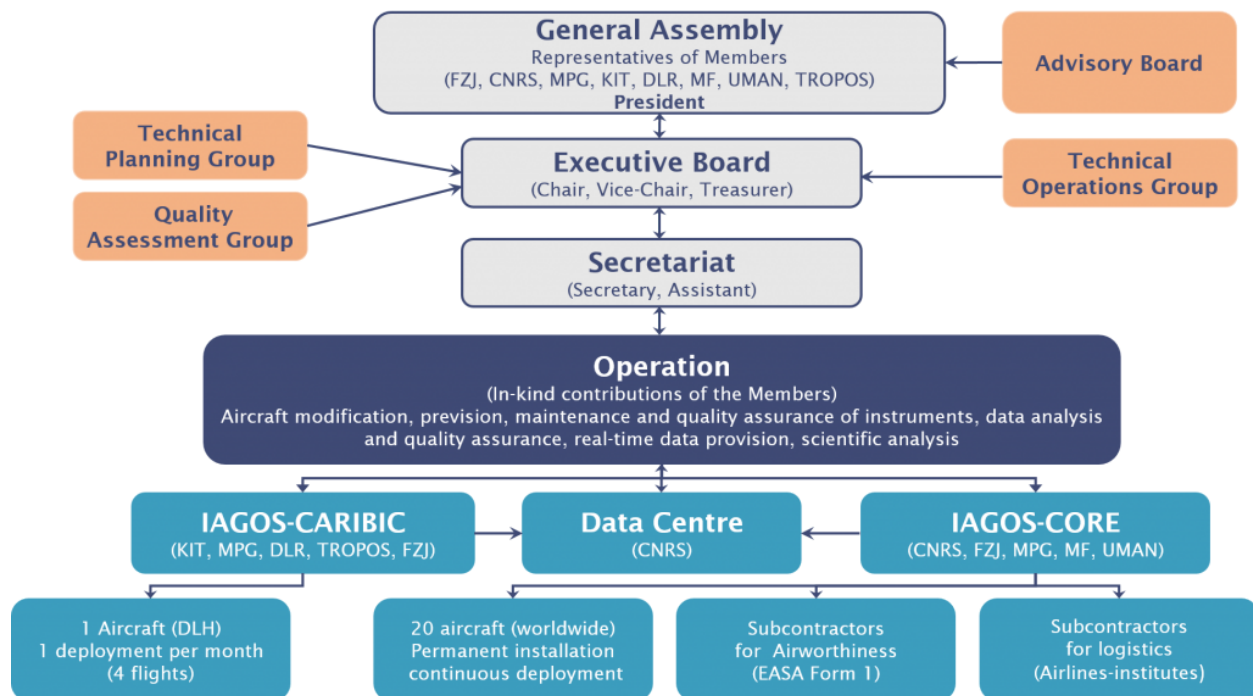 General Assembly
Representatives of Members
(FZJ, CNRS, MPG, KIT, DLR, MF, UMAN, TROPOS)
President
Advisory Board
Technical
Planning Group
Executive Board
(Chair, Vice-Chair, Treasurer)
Technical
Operations Group
Quality
Assessment Group
Secretariat
(Secretary, Assistant)
Operation
(In-kind contributions of the Members)
Aircraft modification, prevision, maintenance and quality assurance of instruments, data analysis
and quality assurance, real-time data provision, scientific analysis
IAGOS-CARIBIC
(KIT, MPG, DLR, TROPOS, FZJ)
Data Centre
(CNRS)
IAGOS-CORE
(CNRS, FZJ, MPG, MF, UMAN)
1 Aircraft (DLH)
1 deployment per month
(4 flights)
20 aircraft (worldwide)
Permanent installation
continuous deployment
Subcontractors
for Airworthiness
(EASA Form 1)
Subcontractors
for logistics
(Airlines-institutes)